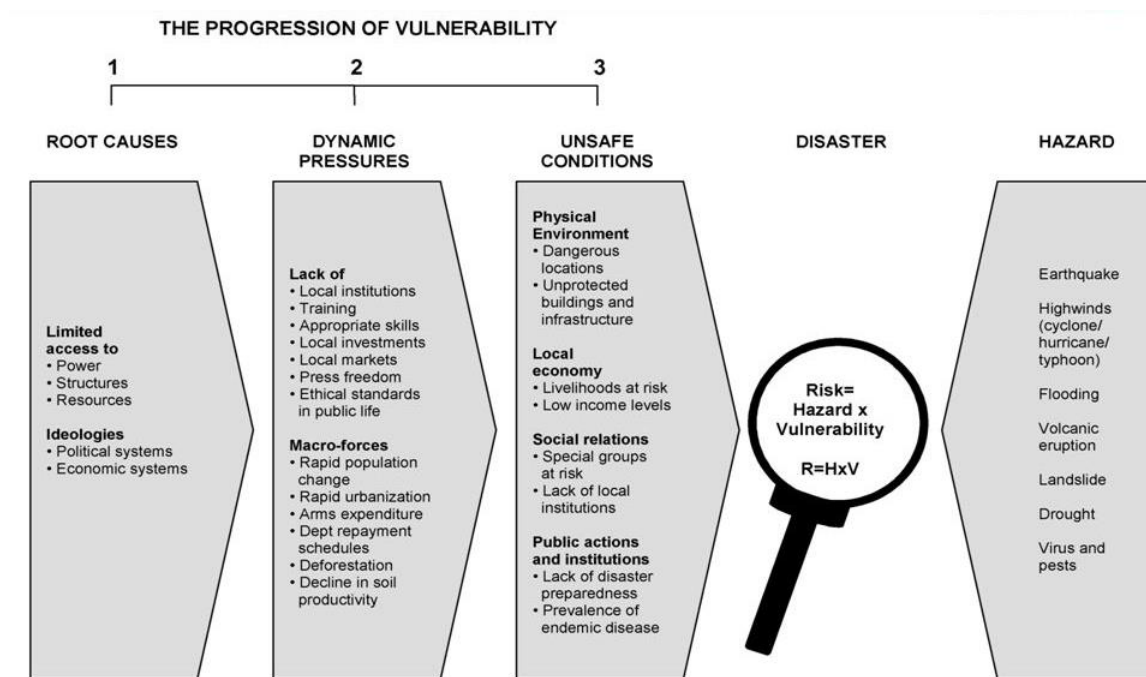 THE PROGRESSION OF VULNERABILITY
1
2
3
ROOT CAUSES
DYNAMIC
PRESSURES
UNSAFE
CONDITIONS
DISASTER
HAZARD
Limited
access to
• Power
• Structures
• Resources
Ideologies
• Political systems
• Economic systems
Lack of
• Local institutions
• Training
• Appropriate skills
• Local investments
• Local markets
• Press freedom
• Ethical standards
in public life
Macro-forces
• Rapid population
change
• Rapid urbanization
• Arms expenditure
• Dept repayment
schedules
• Deforestation
• Decline in soil
productivity
Physical
Environment
• Dangerous
locations
• Unprotected
buildings and
infrastructure
Local
economy
• Livelihoods at risk
• Low income levels
Social relations
• Special groups
at risk
• Lack of local
institutions
Public actions
and institutions
• Lack of disaster
preparedness
• Prevalence of
endemic disease
Risk=
Hazard x
Vulnerability
R=HxV
Earthquake
Highwinds
(cyclone/
hurricane/
typhoon)
Flooding
Volcanic
eruption
Landslide
Drought
Virus and
pests